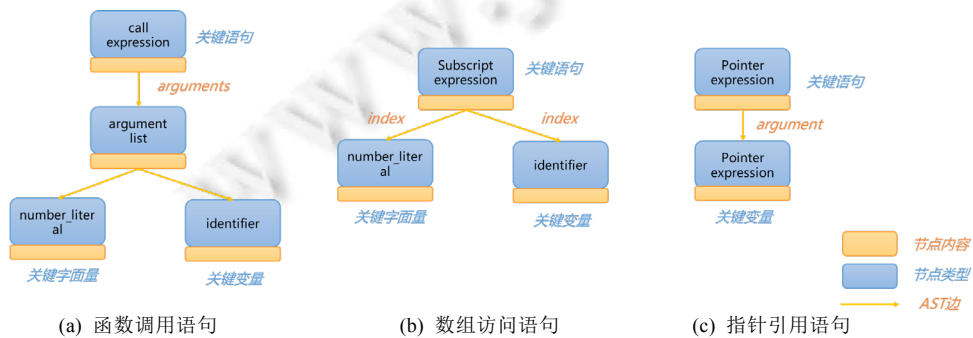 call
expression
关键语句
arguments
argument
list
number_liter
al
identifier
关键字面量
关键变量
(a) 函数调用语句
Subscript
expression
关键语句
index
index
number_liter
al
identifier
关键字面量
关键变量
(b) 数组访问语句
Pointer
expression
关键语句
argument
Pointer
expression
关键变量
(c) 指针引用语句
节点内容
节点类型
AST边
www.